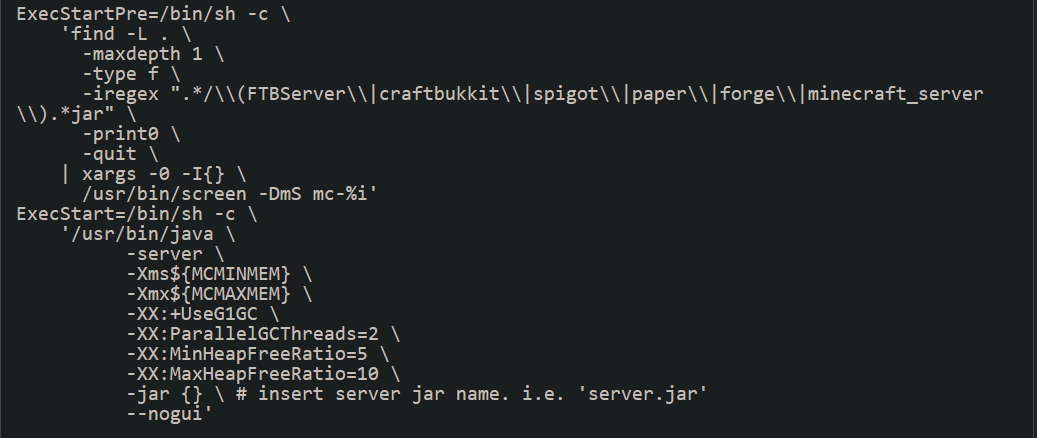 ExecStartPre=/bin/sh -c \
    'find -L . \
      -maxdepth 1 \
      -type f \
      -iregex ".*/\\(FTBServer\\|craftbukkit\\|spigot\\|paper\\|forge\\|minecraft_server
\\).*jar" \
      -print0 \
      -quit \
    | xargs -0 -I{} \
      /usr/bin/screen -DmS mc-%i'
ExecStart=/bin/sh -c \
    '/usr/bin/java \
          -server \
          -Xms${MCMINMEM} \
          -Xmx${MCMAXMEM} \
          -XX:+UseG1GC \
          -XX:ParallelGCThreads=2 \
          -XX:MinHeapFreeRatio=5 \
          -XX:MaxHeapFreeRatio=10 \
          -jar {} \ # insert server jar name. i.e. 'server.jar'
          --nogui'